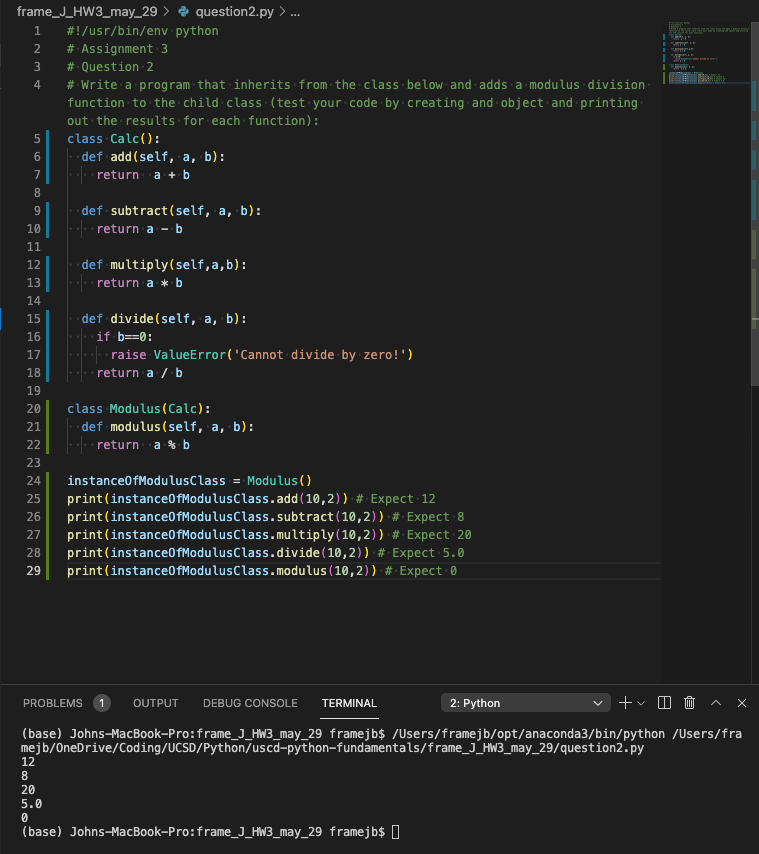 frame_J_HW3_may_29 > question2.py > ...
1 #!/usr/bin/env python
2 # Assignment 3
3 # Question 2
4 # Write a program that inherits from the class below and adds a modulus division
function to the child class (test your code by creating and object and printing
out the results for each function):
5 class Calc():
6   def add(self, a, b):
7     return  a + b
8
9   def subtract(self, a, b):
10     return a - b
11
12   def multiply(self,a,b):
13     return a * b
14
15   def divide(self, a, b):
16     if b==0:
17       raise ValueError('Cannot divide by zero!')
18     return a / b
19
20 class Modulus(Calc):
21   def modulus(self, a, b):
22     return  a % b
23
24 instanceOfModulusClass = Modulus()
25 print(instanceOfModulusClass.add(10,2)) # Expect 12
26 print(instanceOfModulusClass.subtract(10,2)) # Expect 8
27 print(instanceOfModulusClass.multiply(10,2)) # Expect 20
28 print(instanceOfModulusClass.divide(10,2)) # Expect 5.0
29 print(instanceOfModulusClass.modulus(10,2)) # Expect 0
PROBLEMS 1 OUTPUT DEBUG CONSOLE TERMINAL 2: Python
(base) Johns-MacBook-Pro:frame_J_HW3_may_29 framejb$ /Users/framejb/opt/anaconda3/bin/python /Users/fra
mejb/OneDrive/Coding/UCSD/Python/uscd-python-fundamentals/frame_J_HW3_may_29/question2.py
12
8
20
5.0
0
(base) Johns-MacBook-Pro:frame_J_HW3_may_29 framejb$